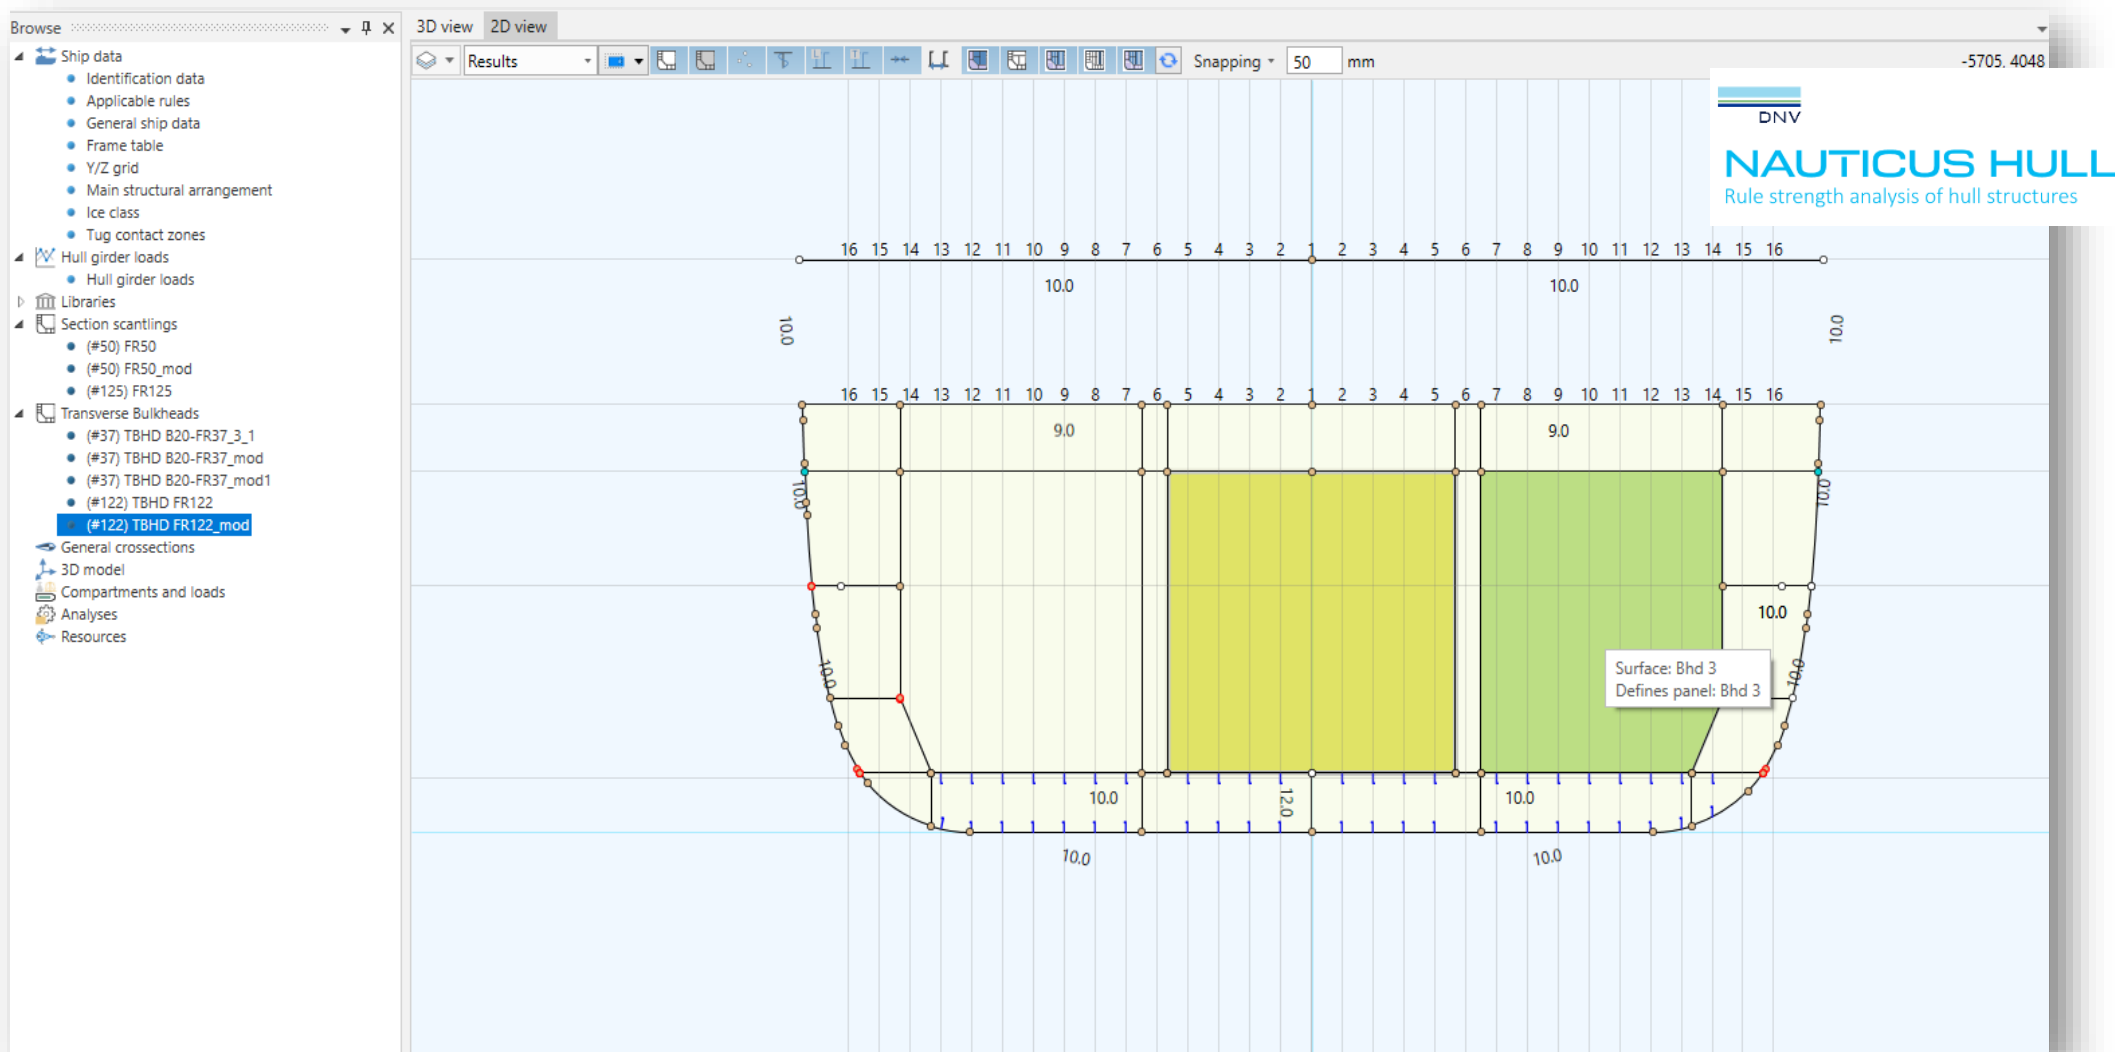 Browse
3D view 2D view
Results
Snapping 50 mm
-5705, 4048
DNV
NAUTICUS HULL
Rule strength analysis of hull structures
Ship data
Identification data
Applicable rules
General ship data
Frame table
Y/Z grid
Main structural arrangement
Ice class
Tug contact zones
Hull girder loads
Hull girder loads
Libraries
Section scantlings
(#50) FR50
(#50) FR50_mod
(#125) FR125
Transverse Bulkheads
(#37) TBHD B20-FR37_3_1
(#37) TBHD B20-FR37_mod
(#37) TBHD B20-FR37_mod1
(#122) TBHD FR122
(#122) TBHD FR122_mod
General crossections
3D model
Compartments and loads
Analyses
Resources
16 15 14 13 12 11 10 9 8 7 6 5 4 3 2 1 2 3 4 5 6 7 8 9 10 11 12 13 14 15 16
10.0 10.0
10.0 10.0
16 15 14 13 12 11 10 9 8 7 6 5 4 3 2 1 2 3 4 5 6 7 8 9 10 11 12 13 14 15 16
9.0 9.0
10.0 10.0
10.0
Surface: Bhd 3
Defines panel: Bhd 3
10.0 10.0
10.0 12.0 10.0
10.0 10.0